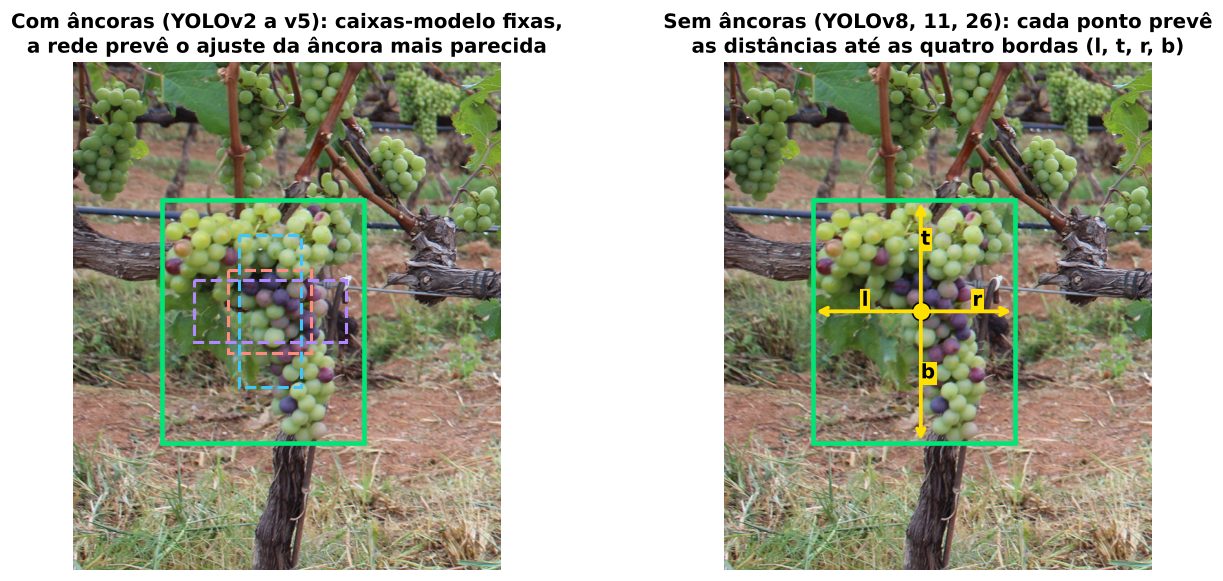 Com âncoras (YOLOv2 a v5): caixas-modelo fixas,
a rede prevê o ajuste da âncora mais parecida
Sem âncoras (YOLOv8, 11, 26): cada ponto prevê
as distâncias até as quatro bordas (l, t, r, b)
t
l
r
b